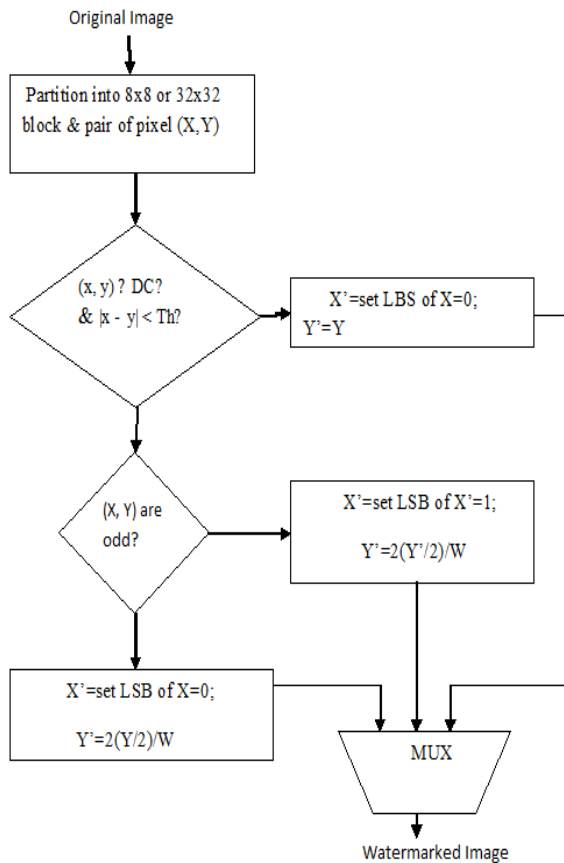 Original Image
Partition into 8x8 or 32x32
block & pair of pixel (X,Y)
(x, y) ? DC?
& |x - y| < Th?
X’=set LBS of X=0;
Y’=Y
(X, Y) are
odd?
X’=set LSB of X’=1;
Y’=2(Y’/2)/W
X’=set LSB of X=0;
Y’=2(Y/2)/W
MUX
Watermarked Image